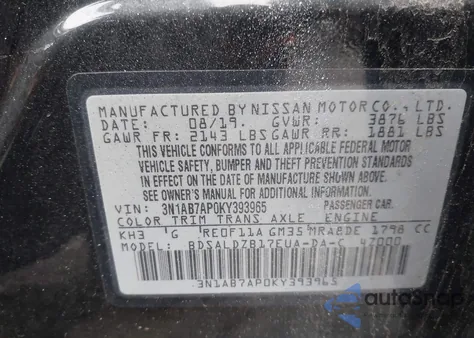 MANUFACTURED BY NISSAN MOTOR CO., LTD.
DATE: 08/19. GVWR: 3876 LBS
GAWR FR: 2143 LBS GAWR RR: 1881 LBS
THIS VEHICLE CONFORMS TO ALL APPLICABLE FEDERAL MOTOR
VEHICLE SAFETY, BUMPER AND THEFT PREVENTION STANDARDS
IN EFFECT ON THE DATE OF MANUFACTURE SHOWN ABOVE.
SEE OWNER'S MANUAL FOR ADDITIONAL INFORMATION.
VIN: 3N1AB7AP0KY393965 PASSENGER CAR.
COLOR TRIM TRANS AXLE ENGINE
KH3 G RE0F11A GM35 MRA8DE 1798 CC
MODEL: BDSALDZB17EUA-DA-C 47000
3N1AB7AP0KY393965
autoSnap